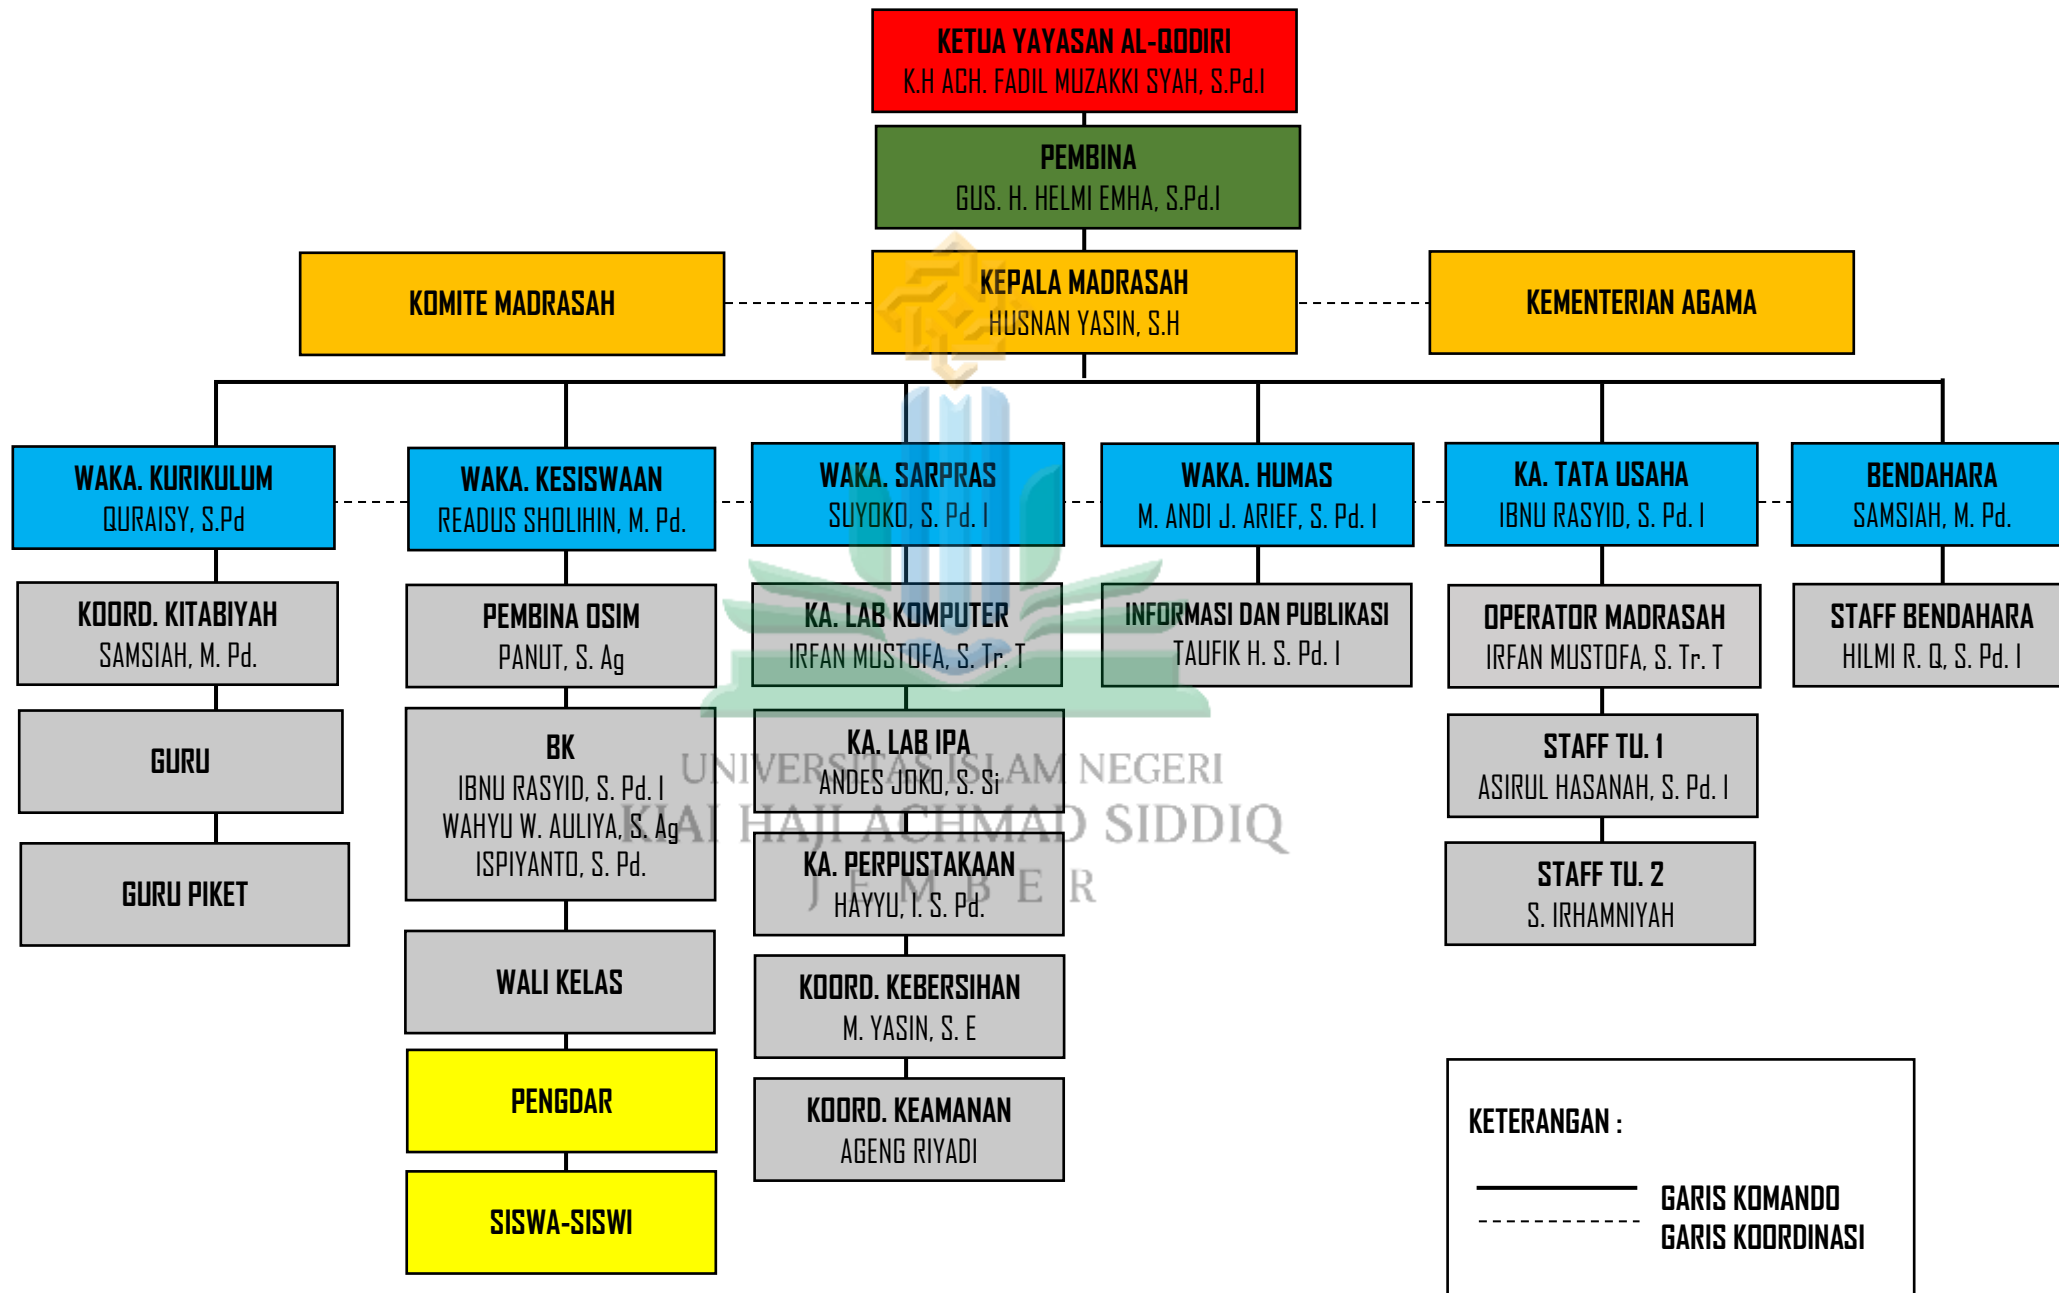 KETUA YAYASAN AL-QODIRI
K.H ACH. FADIL MUZAKKI SYAH, S.Pd.I
PEMBINA
GUS. H. HELMI EMHA, S.Pd.I
KOMITE MADRASAH
KEPALA MADRASAH
HUSNAN YASIN, S.H
KEMENTERIAN AGAMA
WAKA. KURIKULUM
QURAISY, S.Pd
WAKA. KESISWAAN
READUS SHOLIHIN, M. Pd.
WAKA. SARPRAS
SUYOKO, S. Pd. I
WAKA. HUMAS
M. ANDI J. ARIEF, S. Pd. I
KA. TATA USAHA
IBNU RASYID, S. Pd. I
BENDAHARA
SAMSIAH, M. Pd.
KOORD. KITABIYAH
SAMSIAH, M. Pd.
PEMBINA OSIM
PANUT, S. Ag
KA. LAB KOMPUTER
IRFAN MUSTOFA, S. Tr. T
INFORMASI DAN PUBLIKASI
TAUFIK H. S. Pd. I
OPERATOR MADRASAH
IRFAN MUSTOFA, S. Tr. T
STAFF BENDAHARA
HILMI R. Q, S. Pd. I
GURU
BK
IBNU RASYID, S. Pd. I
WAHYU W. AULIYA, S. Ag
ISPIYANTO, S. Pd.
KA. LAB IPA
ANDES JOKO, S. Si
STAFF TU. 1
ASIRUL HASANAH, S. Pd. I
GURU PIKET
KA. PERPUSTAKAAN
HAYYU, I. S. Pd.
STAFF TU. 2
S. IRHAMNIYAH
WALI KELAS
KOORD. KEBERSIHAN
M. YASIN, S. E
PENGDAR
KOORD. KEAMANAN
AGENG RIYADI
SISWA-SISWI
KETERANGAN :
GARIS KOMANDO
GARIS KOORDINASI
UNIVERSITAS ISLAM NEGERI
KIAI HAJI ACHMAD SIDDIQ
JEMBER